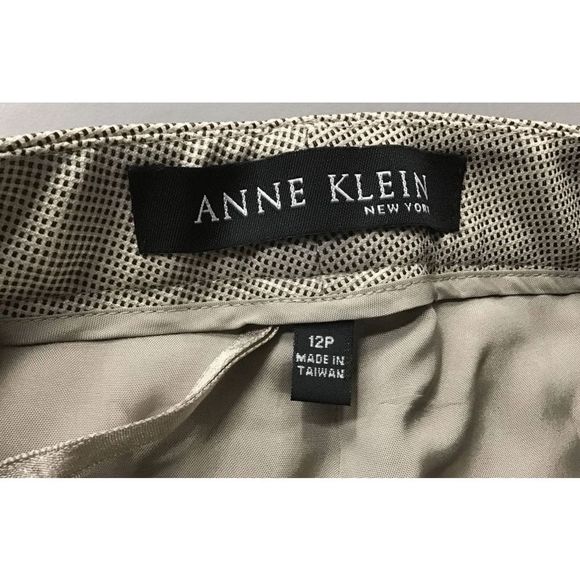 ANNE KLEIN
NEW YORK
12P
MADE IN
TAIWAN